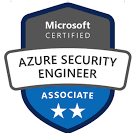 Microsoft
CERTIFIED
AZURE SECURITY
ENGINEER
ASSOCIATE